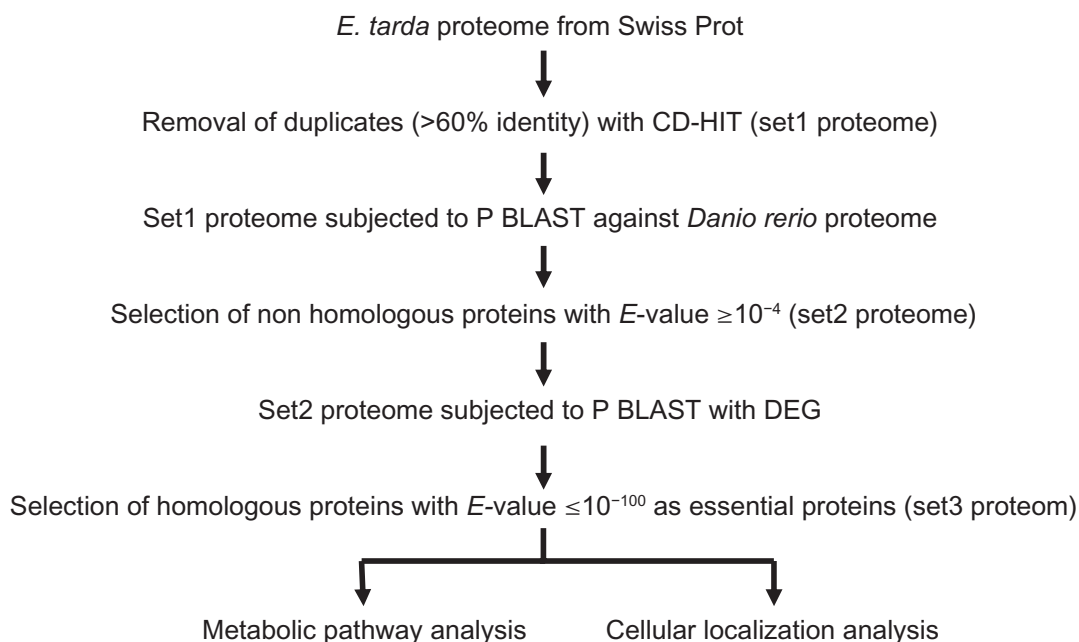 E. tarda proteome from Swiss Prot
Removal of duplicates (>60% identity) with CD-HIT (set1 proteome)
Set1 proteome subjected to P BLAST against Danio rerio proteome
Selection of non homologous proteins with E-value ≥10⁻⁴ (set2 proteome)
Set2 proteome subjected to P BLAST with DEG
Selection of homologous proteins with E-value ≤10⁻¹⁰⁰ as essential proteins (set3 proteom)
Metabolic pathway analysis
Cellular localization analysis